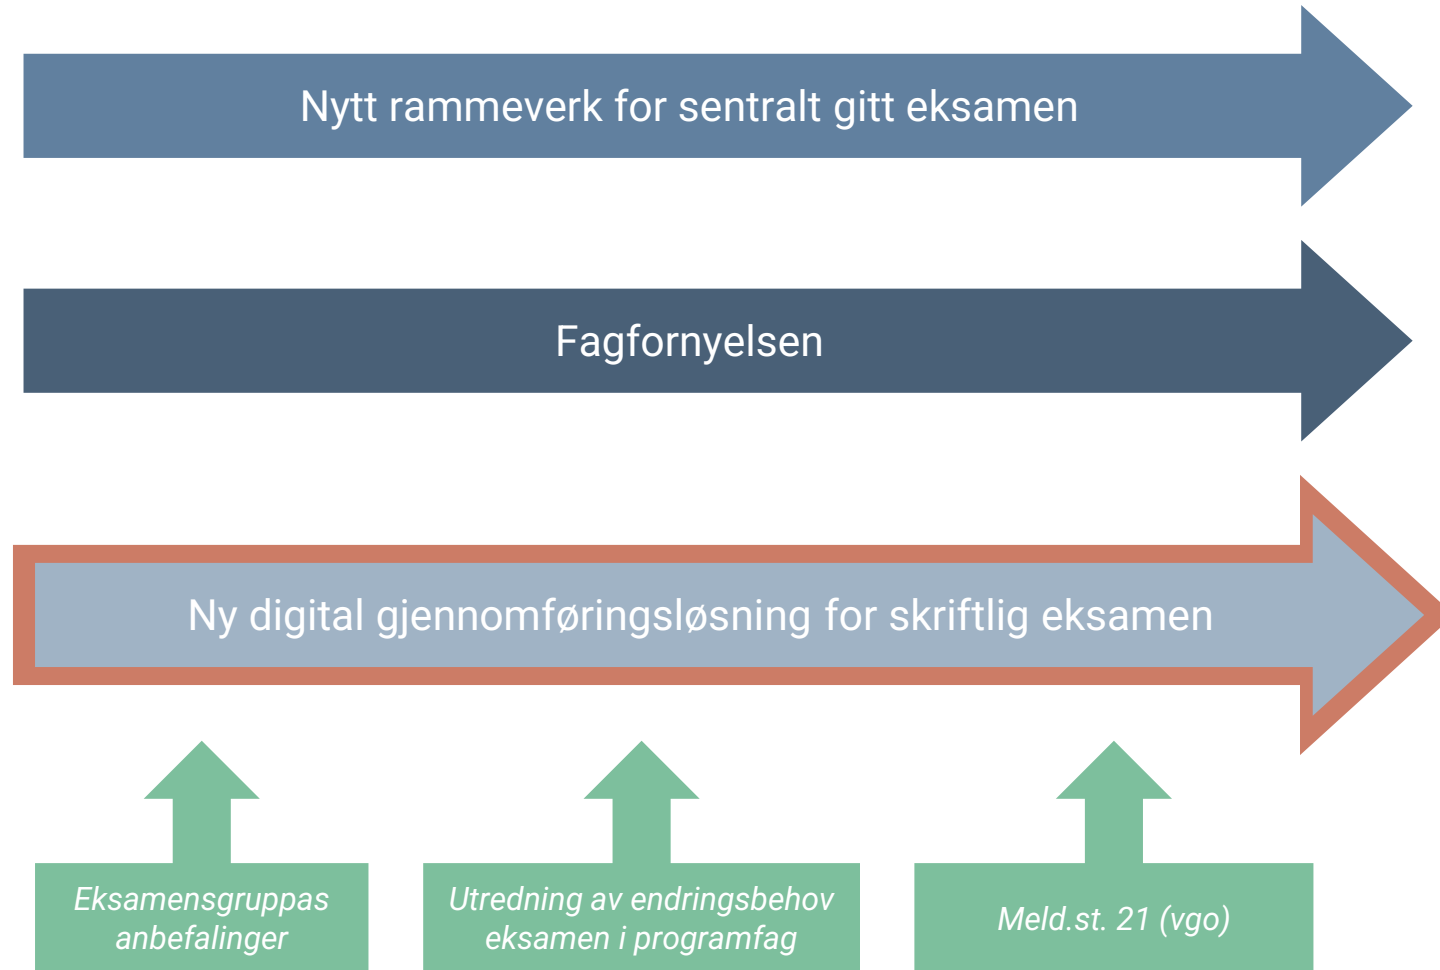 Nytt rammeverk for sentralt gitt eksamen
Fagfornyelsen
Ny digital gjennomføringsløsning for skriftlig eksamen
Eksamensgruppas
anbefalinger
Utredning av endringsbehov
eksamen i programfag
Meld.st. 21 (vgo)